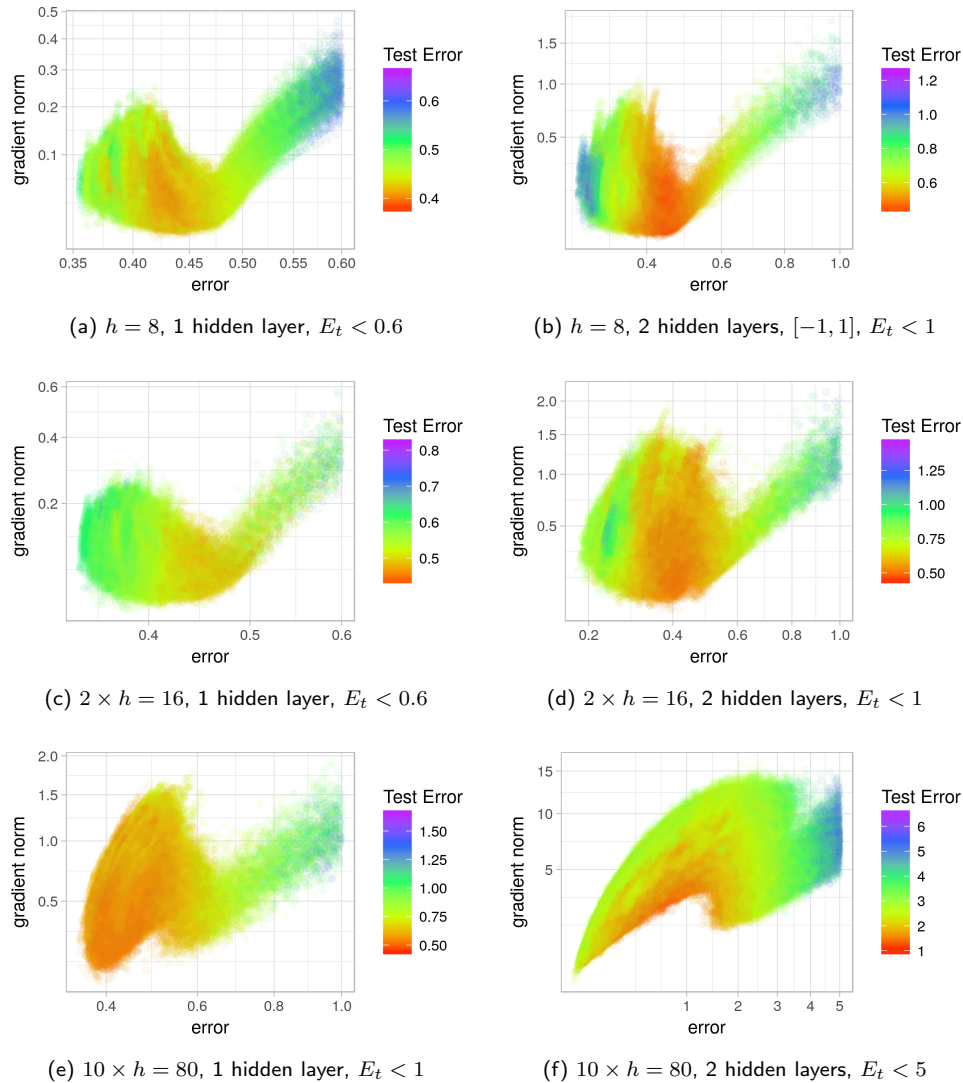 0.5
0.4
0.3
0.2
0.1
gradient norm
0.35 0.40 0.45 0.50 0.55 0.60
error
Test Error
0.6
0.5
0.4
(a) h = 8, 1 hidden layer, E_t < 0.6
1.5
1.0
0.5
gradient norm
0.4 0.6 0.8 1.0
error
Test Error
1.2
1.0
0.8
0.6
(b) h = 8, 2 hidden layers, [−1, 1], E_t < 1
0.6
0.4
0.2
gradient norm
0.4 0.5 0.6
error
Test Error
0.8
0.7
0.6
0.5
(c) 2 × h = 16, 1 hidden layer, E_t < 0.6
2.0
1.5
1.0
0.5
gradient norm
0.2 0.4 0.6 0.8 1.0
error
Test Error
1.25
1.00
0.75
0.50
(d) 2 × h = 16, 2 hidden layers, E_t < 1
2.0
1.5
1.0
0.5
gradient norm
0.4 0.6 1.0
error
Test Error
1.50
1.25
1.00
0.75
0.50
(e) 10 × h = 80, 1 hidden layer, E_t < 1
15
10
5
gradient norm
1 2 3 4 5
error
Test Error
6
5
4
3
2
1
(f) 10 × h = 80, 2 hidden layers, E_t < 5